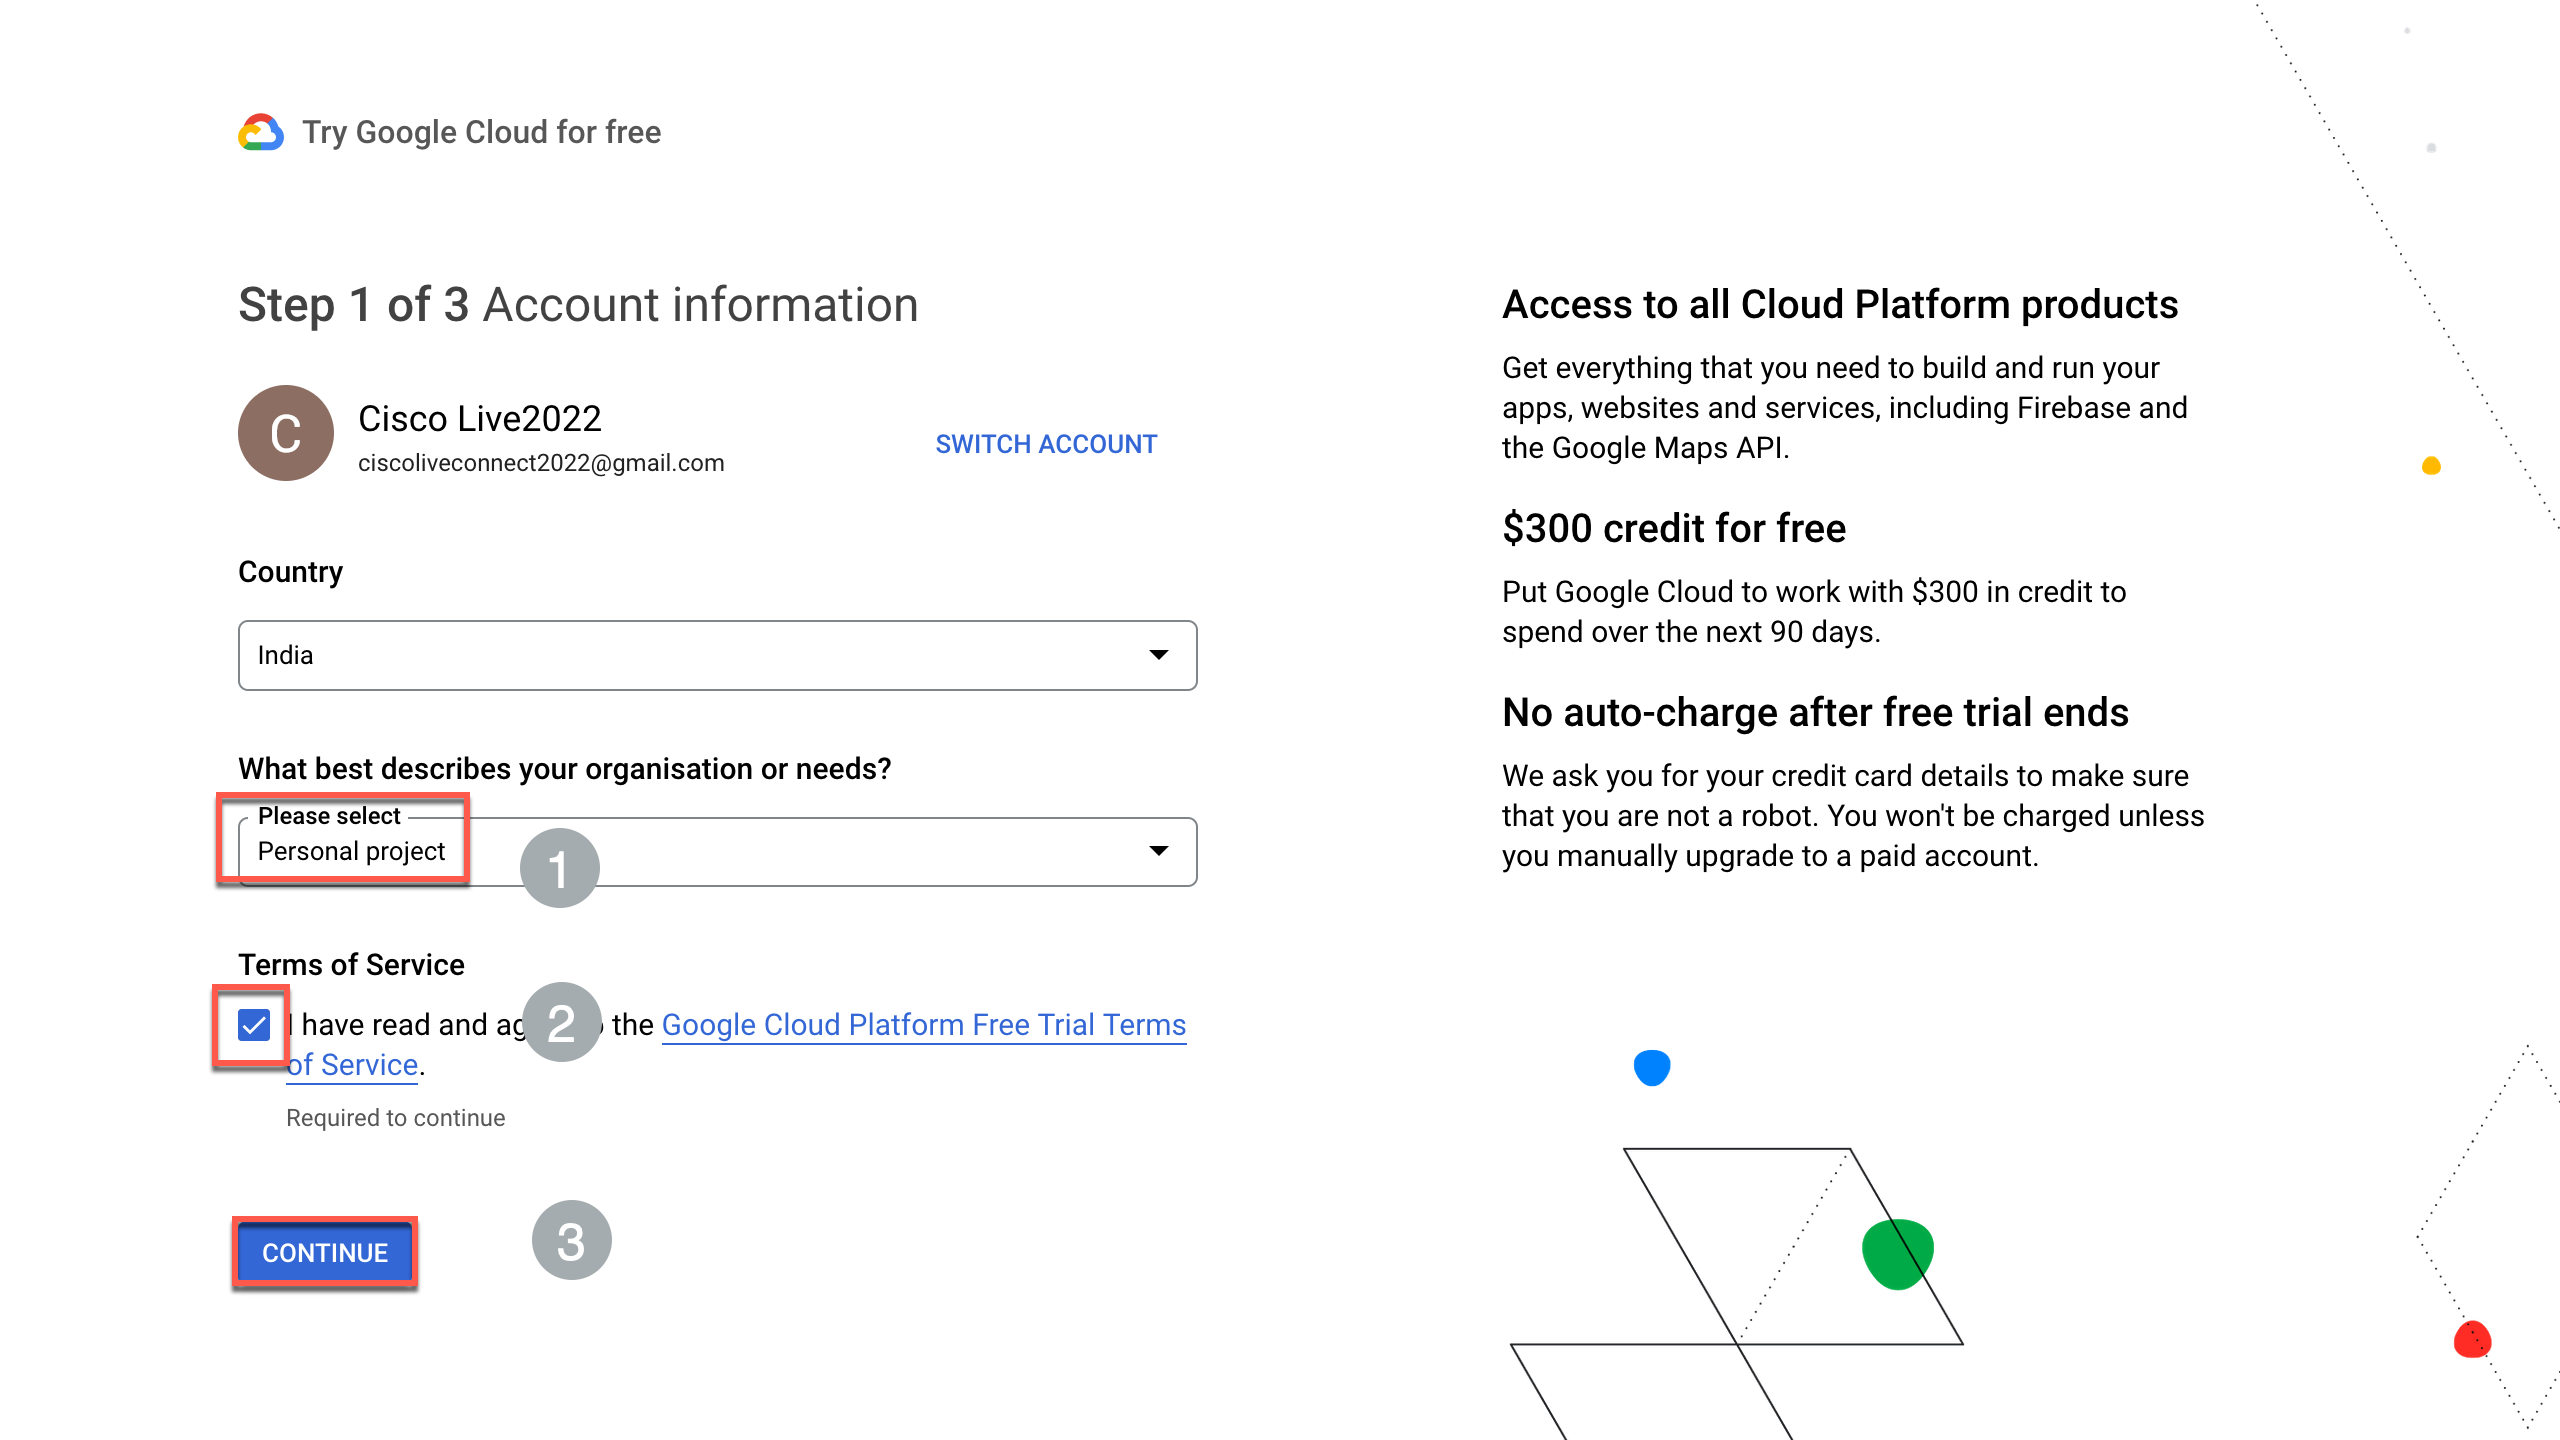 Try Google Cloud for free
Step 1 of 3 Account information
C
Cisco Live2022
ciscoliveconnect2022@gmail.com
SWITCH ACCOUNT
Country
India
What best describes your organisation or needs?
Please select
Personal project
1
Terms of Service
I have read and ag 2 the Google Cloud Platform Free Trial Terms
of Service.
Required to continue
CONTINUE
3
Access to all Cloud Platform products
Get everything that you need to build and run your
apps, websites and services, including Firebase and
the Google Maps API.
$300 credit for free
Put Google Cloud to work with $300 in credit to
spend over the next 90 days.
No auto-charge after free trial ends
We ask you for your credit card details to make sure
that you are not a robot. You won't be charged unless
you manually upgrade to a paid account.